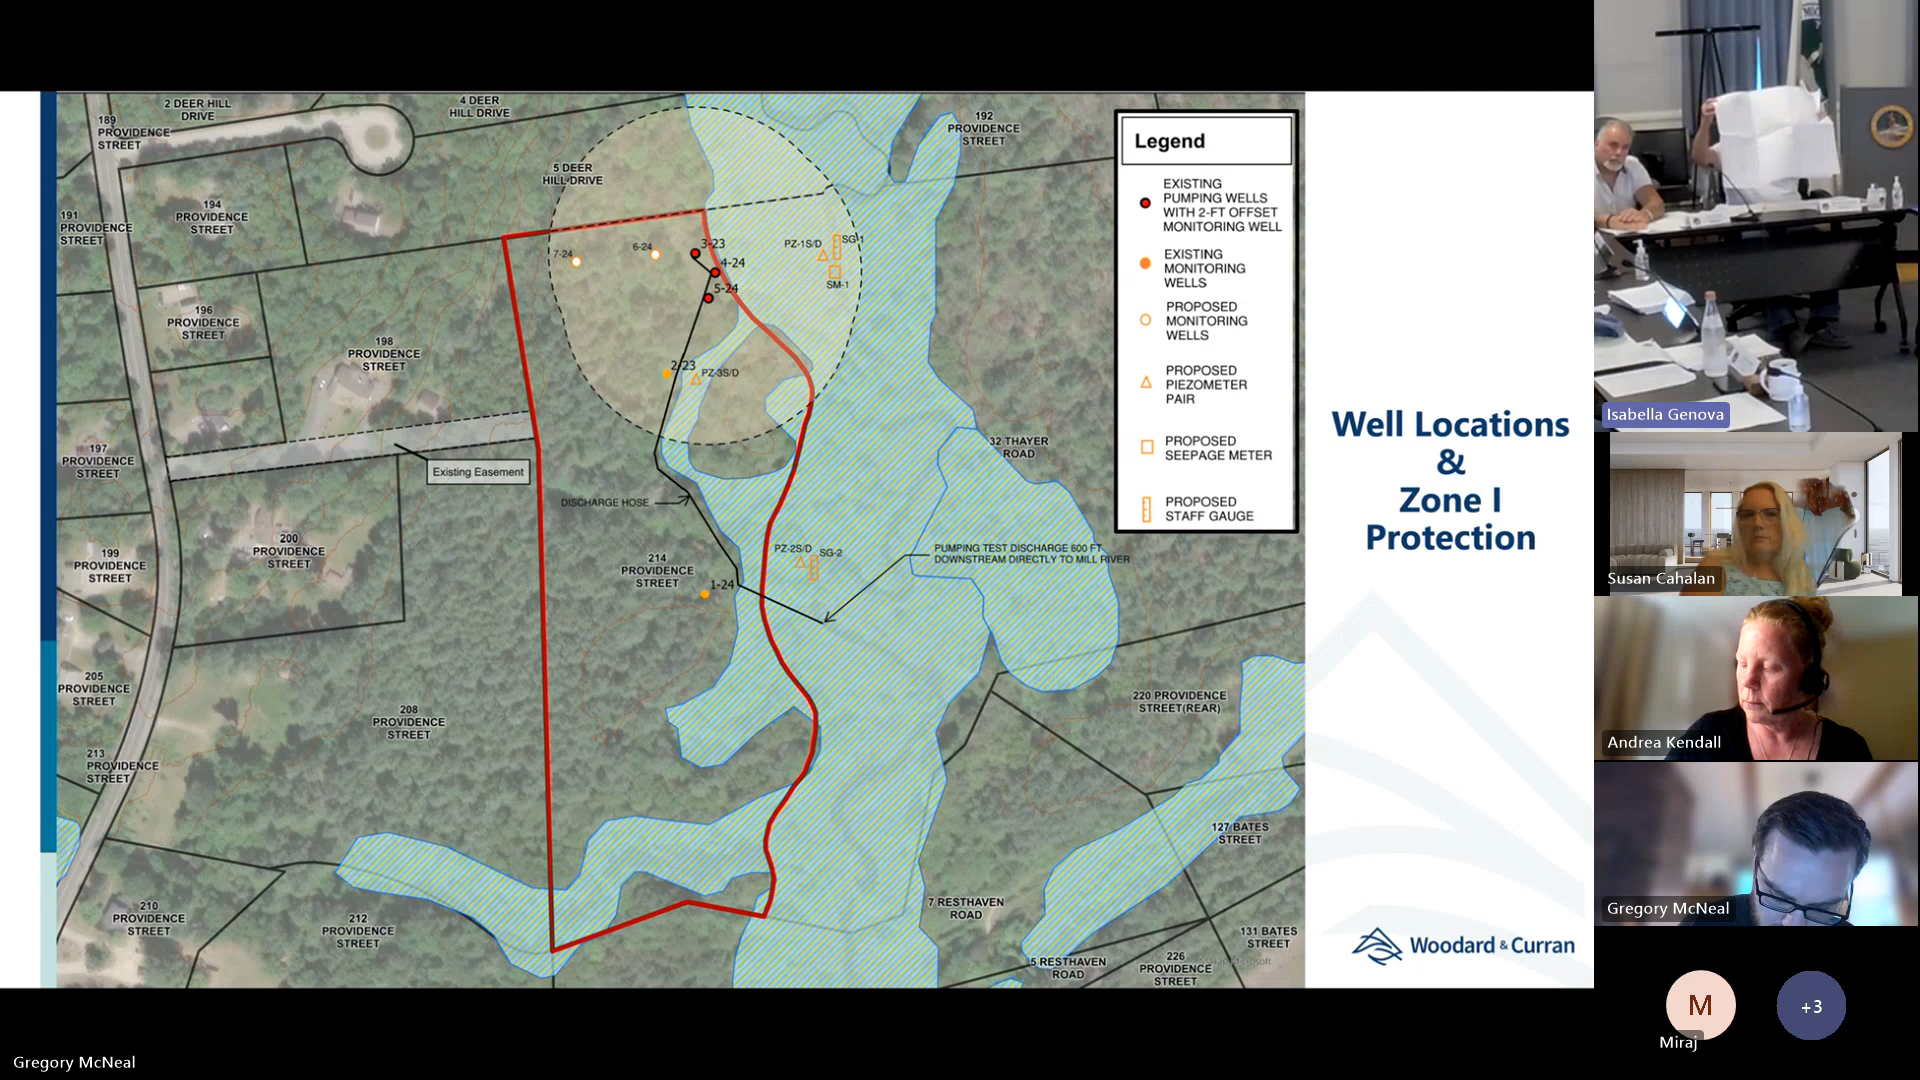 2 DEER HILL
DRIVE
4 DEER
HILL DRIVE
189
PROVIDENCE
STREET
192
PROVIDENCE
STREET
5 DEER
HILL DRIVE
191
PROVIDENCE
STREET
194
PROVIDENCE
STREET
7-24
6-24
3-23
4-24
5-24
PZ-1S/D
SG-1
SM-1
196
PROVIDENCE
STREET
198
PROVIDENCE
STREET
2-23
PZ-3S/D
197
PROVIDENCE
STREET
Existing Easement
32 THAYER
ROAD
DISCHARGE HOSE
199
PROVIDENCE
STREET
200
PROVIDENCE
STREET
214
PROVIDENCE
STREET
1-24
PZ-2S/D
SG-2
PUMPING TEST DISCHARGE 600 FT
DOWNSTREAM DIRECTLY TO MILL RIVER
205
PROVIDENCE
STREET
208
PROVIDENCE
STREET
220 PROVIDENCE
STREET(REAR)
213
PROVIDENCE
STREET
127 BATES
STREET
210
PROVIDENCE
STREET
212
PROVIDENCE
STREET
7 RESTHAVEN
ROAD
131 BATES
STREET
5 RESTHAVEN
ROAD
226
PROVIDENCE
STREET
Legend
EXISTING
PUMPING WELLS
WITH 2-FT OFFSET
MONITORING WELL
EXISTING
MONITORING
WELLS
PROPOSED
MONITORING
WELLS
PROPOSED
PIEZOMETER
PAIR
PROPOSED
SEEPAGE METER
PROPOSED
STAFF GAUGE
Well Locations
&
Zone I
Protection
Woodard & Curran
Isabella Genova
Susan Cahalan
Andrea Kendall
Gregory McNeal
M
Miraj
+3
Gregory McNeal